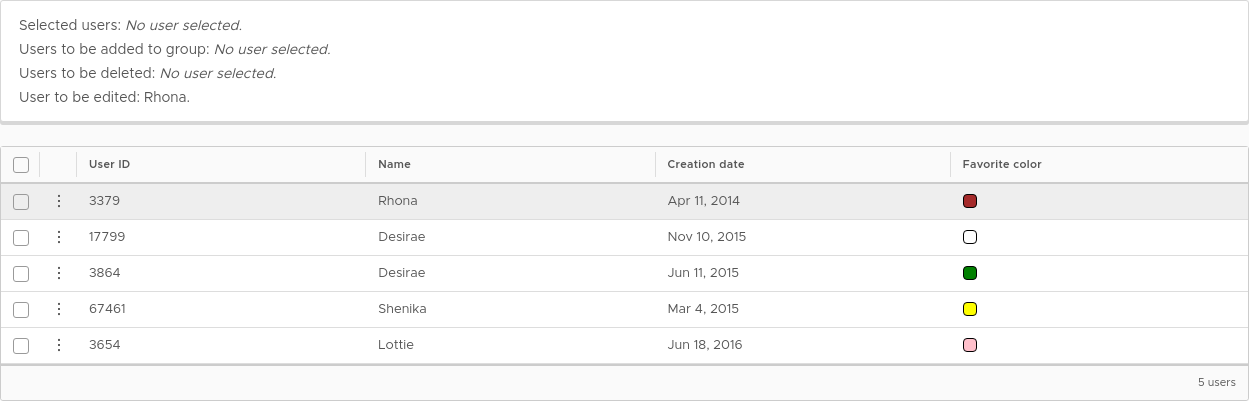 Selected users: No user selected.
Users to be added to group: No user selected.
Users to be deleted: No user selected.
User to be edited: Rhona.
User ID Name Creation date Favorite color
3379 Rhona Apr 11, 2014
17799 Desirae Nov 10, 2015
3864 Desirae Jun 11, 2015
67461 Shenika Mar 4, 2015
3654 Lottie Jun 18, 2016
5 users